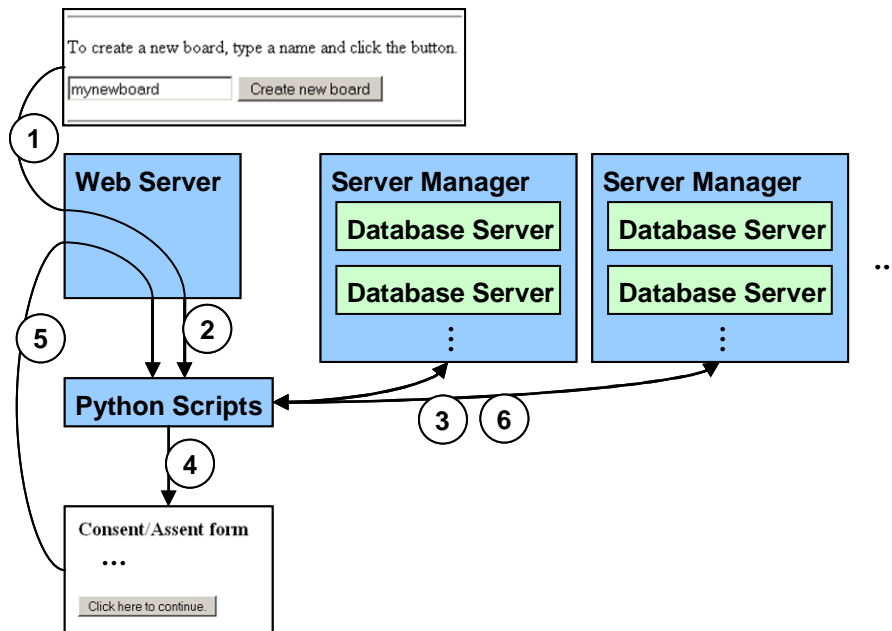 To create a new board, type a name and click the button.
mynewboard Create new board
1
Web Server
Server Manager
Server Manager
Database Server
Database Server
Database Server
Database Server
⋮
⋮
..
2
5
Python Scripts
3
6
4
Consent/Assent form
...
Click here to continue.